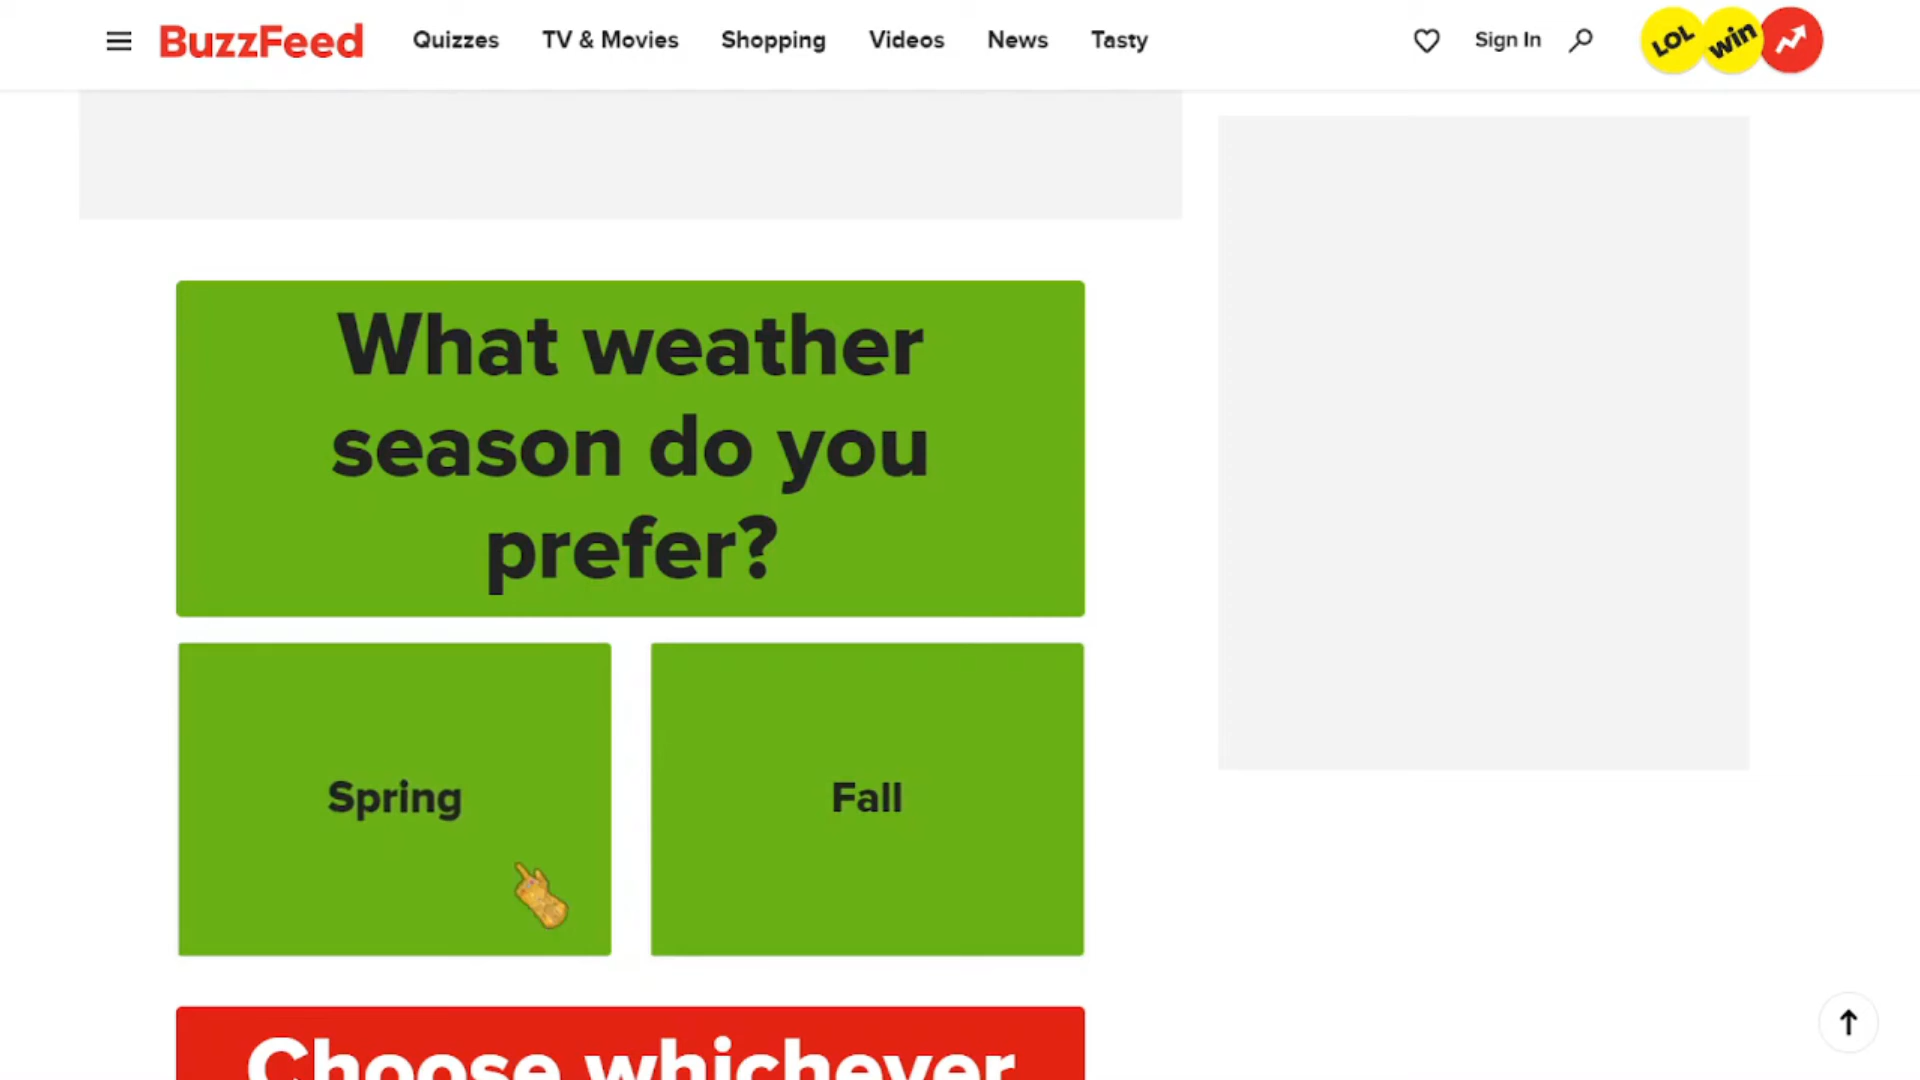 BuzzFeed Quizzes TV & Movies Shopping Videos News Tasty Sign In LOL win
What weather
season do you
prefer?
Spring Fall
Choose whichever